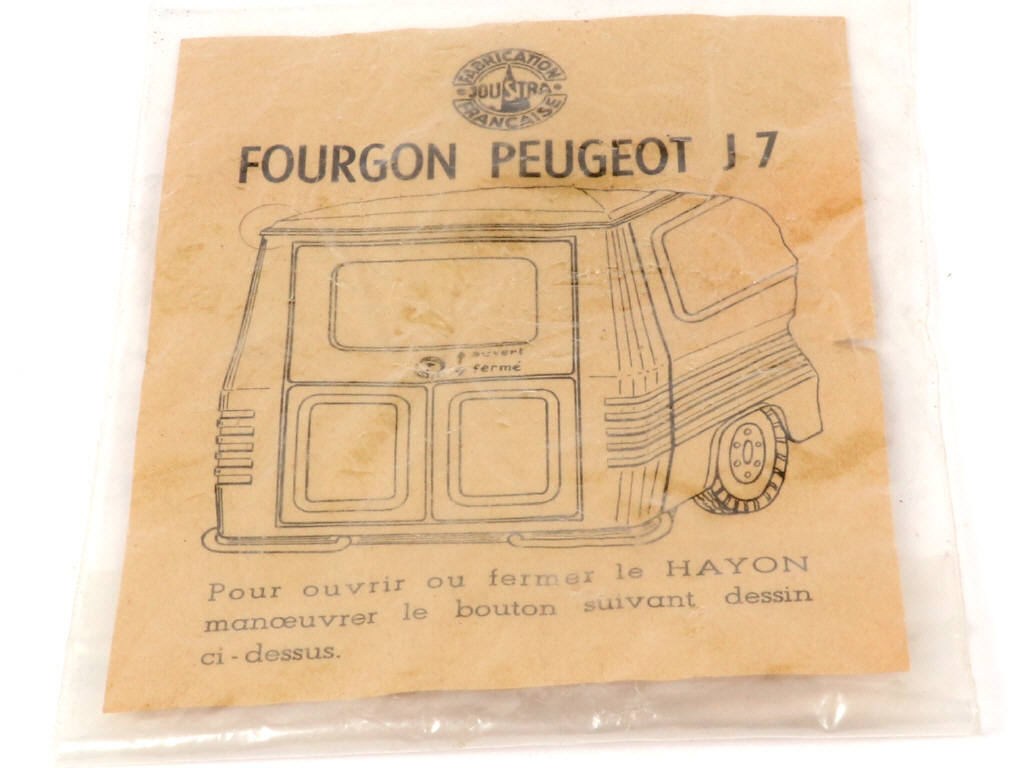 FABRICATION
JOUSTRA
FRANCAISE
FOURGON PEUGEOT J7
ouvert
fermé
Pour ouvrir ou fermer le HAYON
manœuvrer le bouton suivant dessin
ci-dessus.